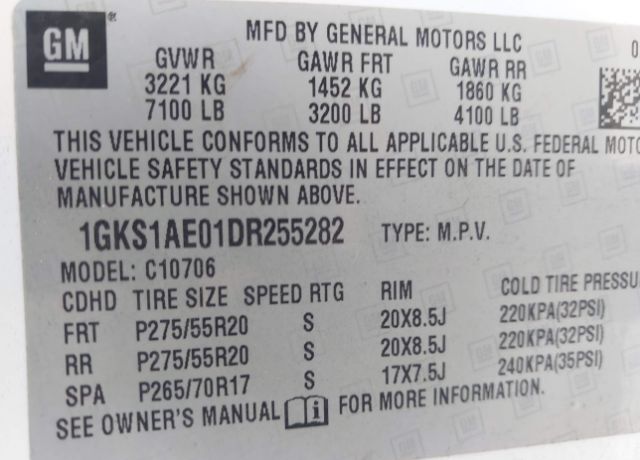 GM®
MFD BY GENERAL MOTORS LLC
GVWR GAWR FRT GAWR RR
3221 KG 1452 KG 1860 KG
7100 LB 3200 LB 4100 LB
THIS VEHICLE CONFORMS TO ALL APPLICABLE U.S. FEDERAL MOTO
VEHICLE SAFETY STANDARDS IN EFFECT ON THE DATE OF
MANUFACTURE SHOWN ABOVE.
1GKS1AE01DR255282 TYPE: M.P.V.
MODEL: C10706
CDHD TIRE SIZE SPEED RTG RIM COLD TIRE PRESSU
FRT P275/55R20 S 20X8.5J 220KPA(32PSI)
RR P275/55R20 S 20X8.5J 220KPA(32PSI)
SPA P265/70R17 S 17X7.5J 240KPA(35PSI)
SEE OWNER'S MANUAL i FOR MORE INFORMATION.